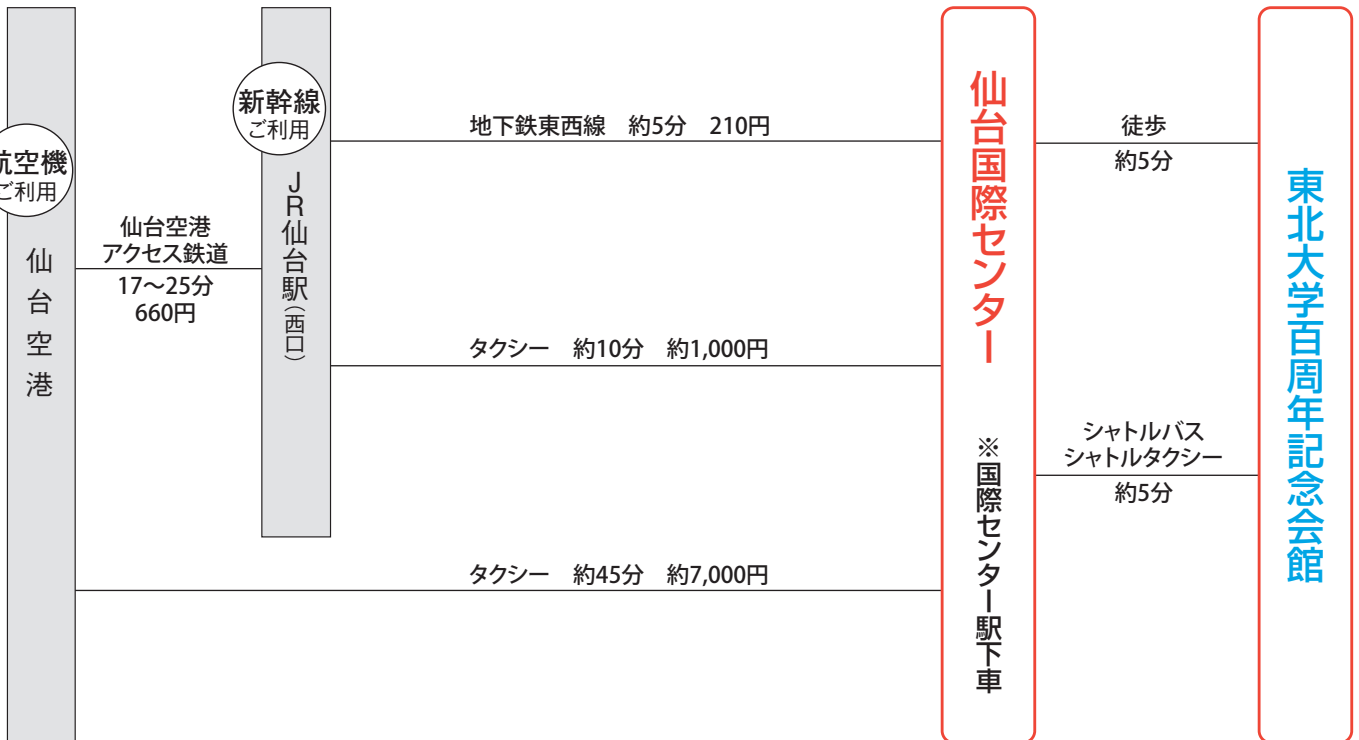 航空機
ご利用
仙台空港
仙台空港
アクセス鉄道
17〜25分
660円
新幹線
ご利用
JR仙台駅（西口）
地下鉄東西線　約5分　210円
タクシー　約10分　約1,000円
タクシー　約45分　約7,000円
仙台国際センター
※国際センター駅下車
徒歩
約5分
シャトルバス
シャトルタクシー
約5分
東北大学百周年記念会館